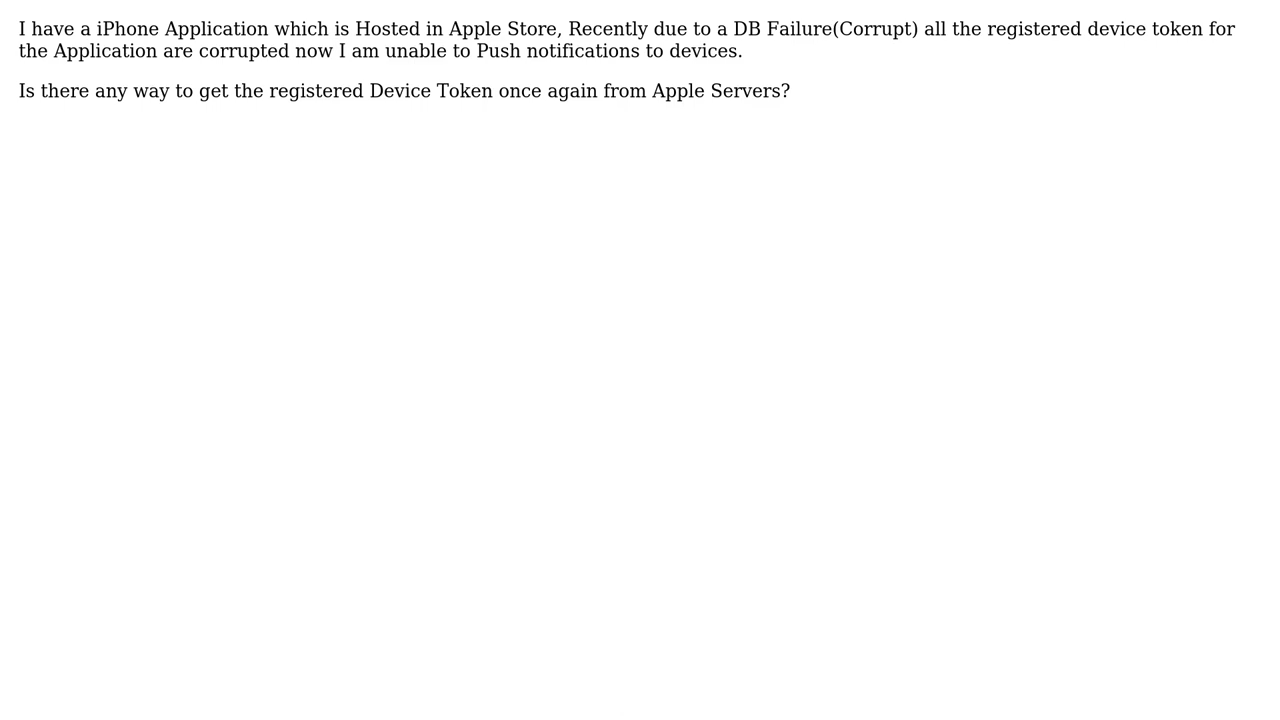 I have a iPhone Application which is Hosted in Apple Store, Recently due to a DB Failure(Corrupt) all the registered device token for
the Application are corrupted now I am unable to Push notifications to devices.
Is there any way to get the registered Device Token once again from Apple Servers?